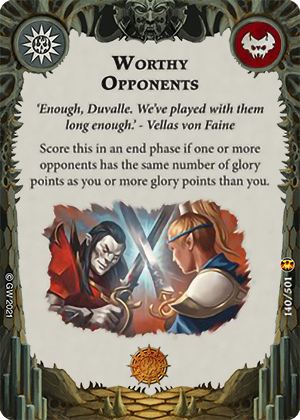 WORTHY
OPPONENTS
‘Enough, Duvalle. We've played with them
long enough.’ - Vellas von Faine
Score this in an end phase if one or more
opponents has the same number of glory
points as you or more glory points than you.
© GW 2021
140/501